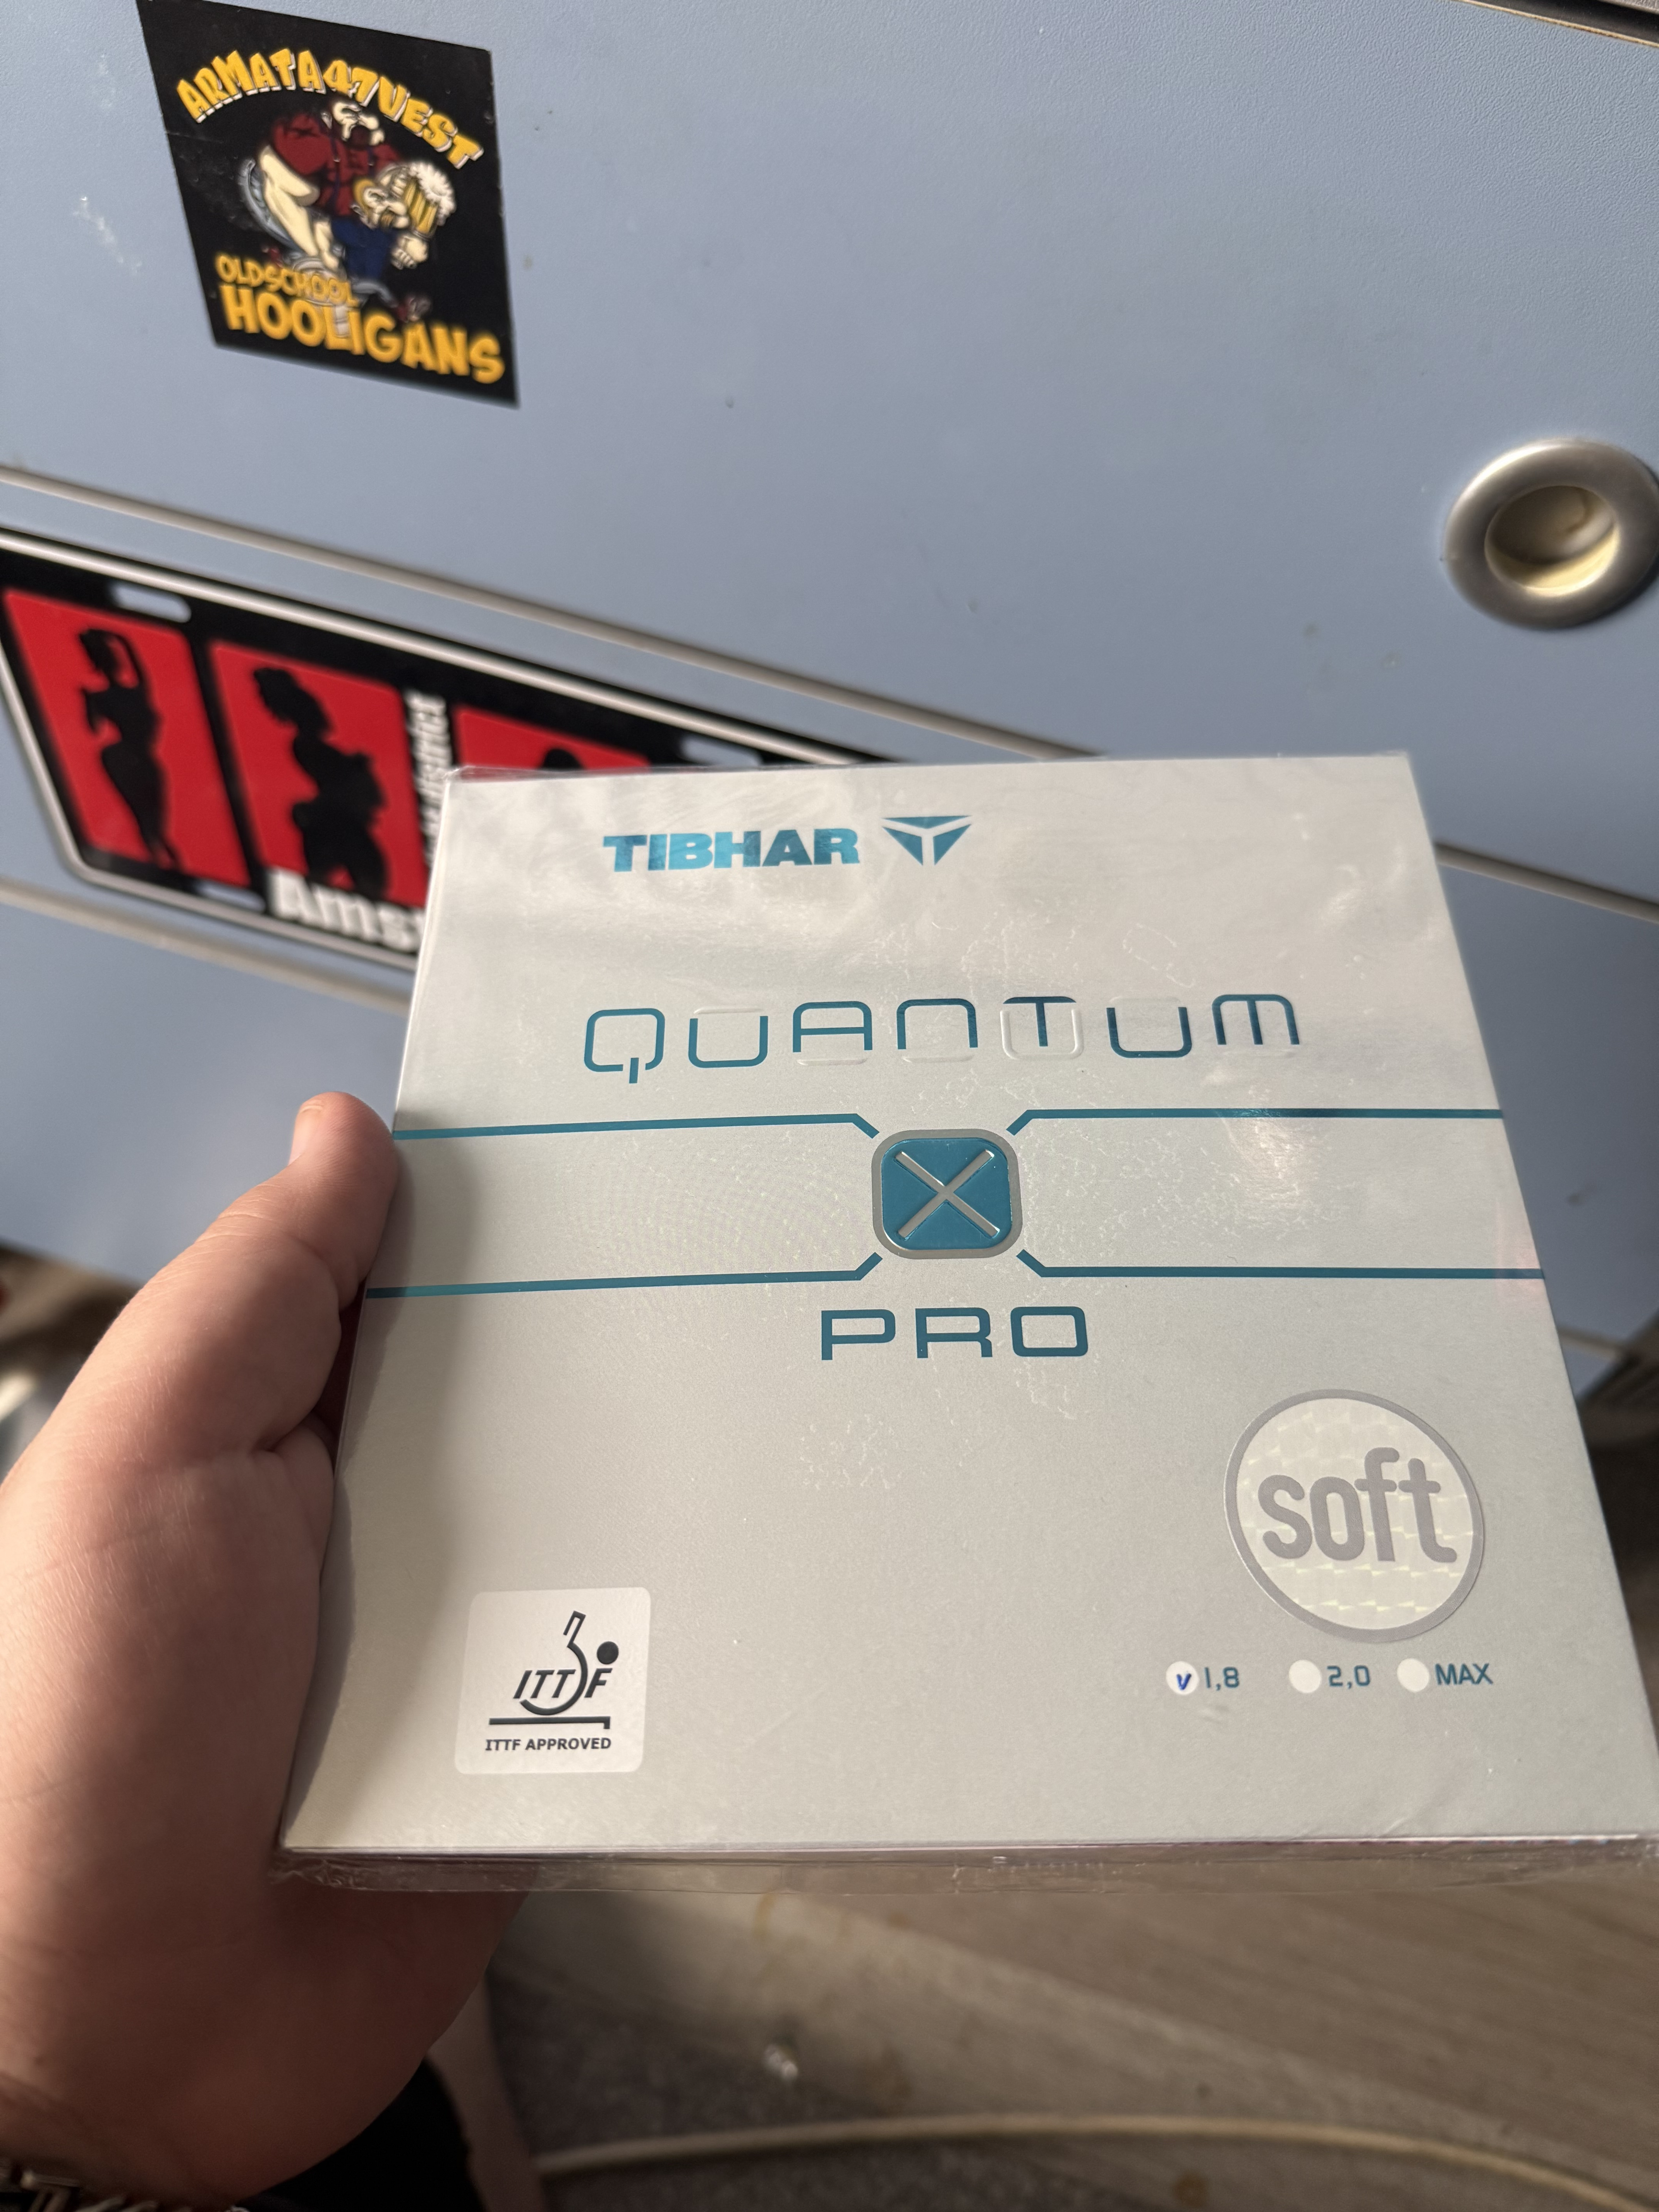 ARMATA47VEST
OLDSCHOOL
HOOLIGANS
TIBHAR
QUANTUM
X
PRO
soft
v 1,8 2,0 MAX
ITTF
ITTF APPROVED